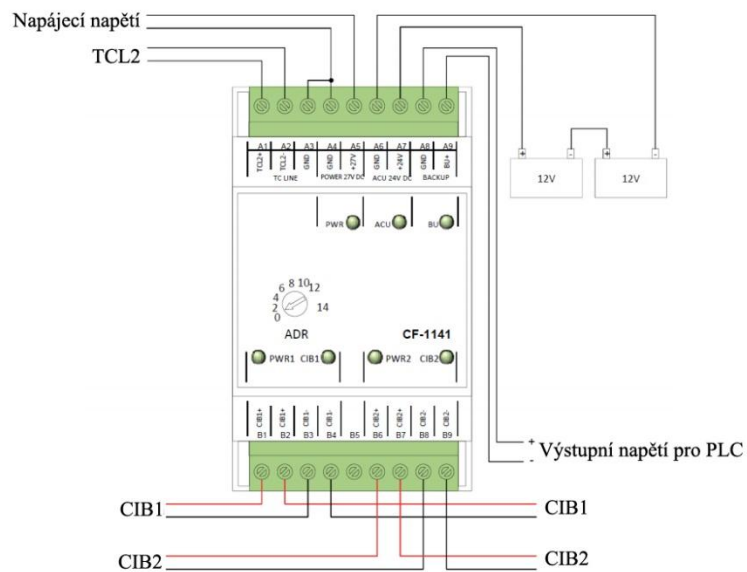 Napájecí napětí
TCL2
A1 A2 A3 A4 A5 A6 A7 A8 A9
TCL2+ TCL2- GND GND +27V GND +24V GND BU+
TC LINE POWER 27V DC ACU 24V DC BACKUP
+ - + -
12V 12V
PWR ACU BU
0 2 4 6 8 10 12 14
ADR
CF-1141
PWR1 CIB1 PWR2 CIB2
CIB1+ CIB1+ CIB1- CIB1- CIB2+ CIB2+ CIB2- CIB2-
B1 B2 B3 B4 B5 B6 B7 B8 B9
+
- Výstupní napětí pro PLC
CIB1 CIB1
CIB2 CIB2